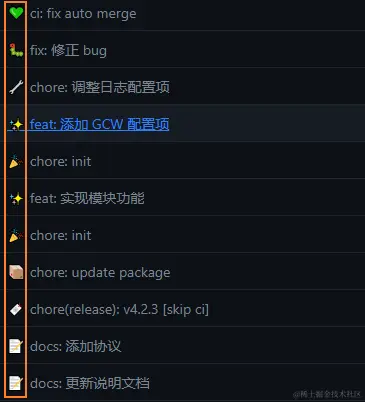 ci: fix auto merge
fix: 修正 bug
chore: 调整日志配置项
feat: 添加 GCW 配置项
chore: init
feat: 实现模块功能
chore: init
chore: update package
chore(release): v4.2.3 [skip ci]
docs: 添加协议
docs: 更新说明文档
@稀土掘金技术社区